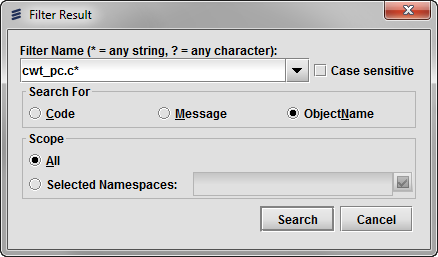 Filter Result
Filter Name (* = any string, ? = any character):
cwt_pc.c*
Case sensitive
Search For
Code
Message
ObjectName
Scope
All
Selected Namespaces:
Search
Cancel